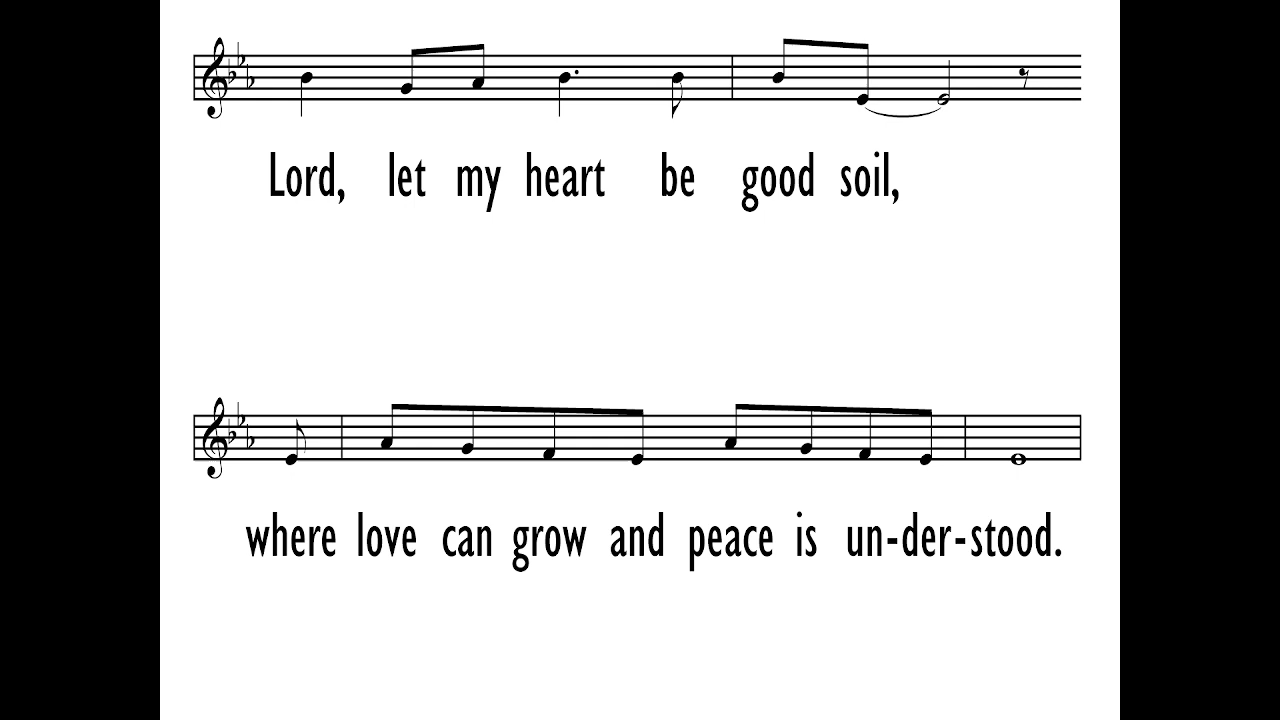 Lord, let my heart be good soil,
where love can grow and peace is un-der-stood.